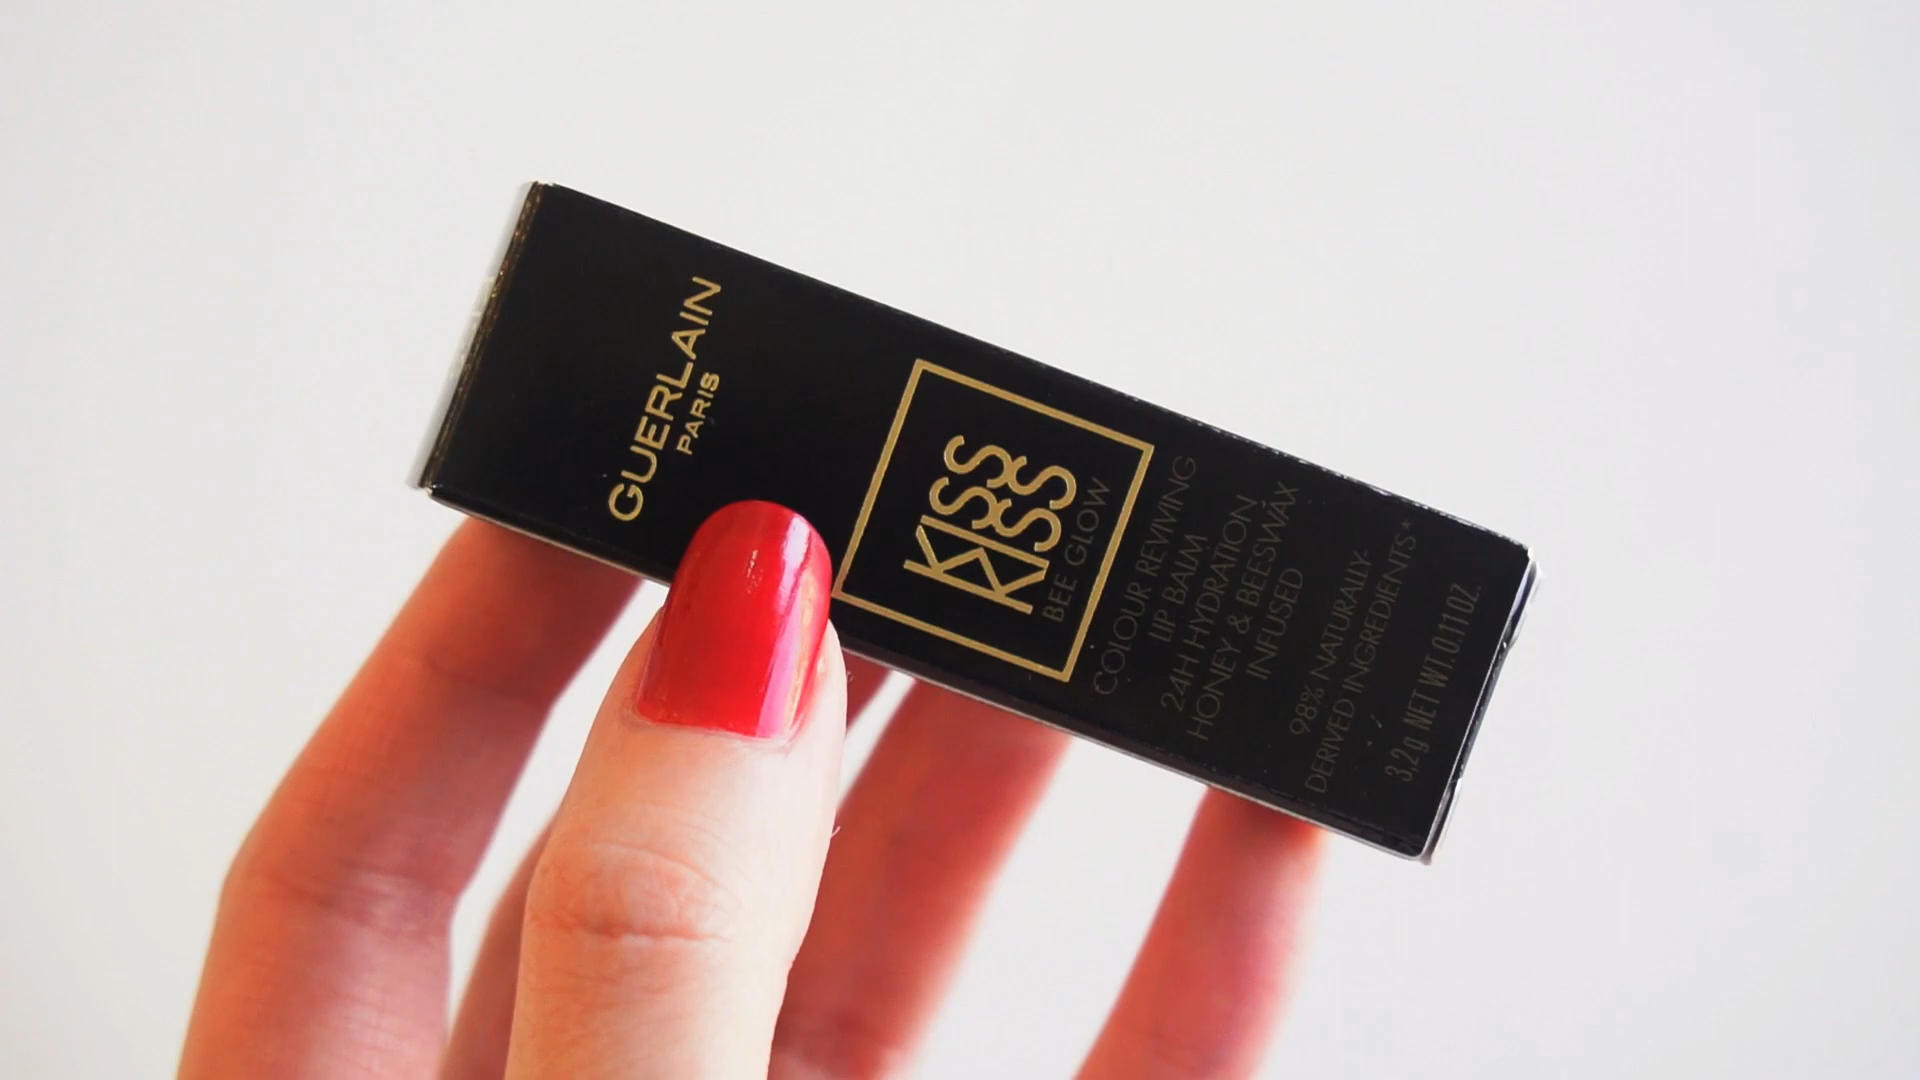 GUERLAIN
PARIS
KISS
KISS
BEE GLOW
COLOUR REVIVING
LIP BALM
24H HYDRATION
HONEY & BEESWAX
INFUSED
98% NATURALLY-
DERIVED INGREDIENTS*
3,2g NET WT. 0.11 OZ.